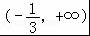 (-1/3, +∞)